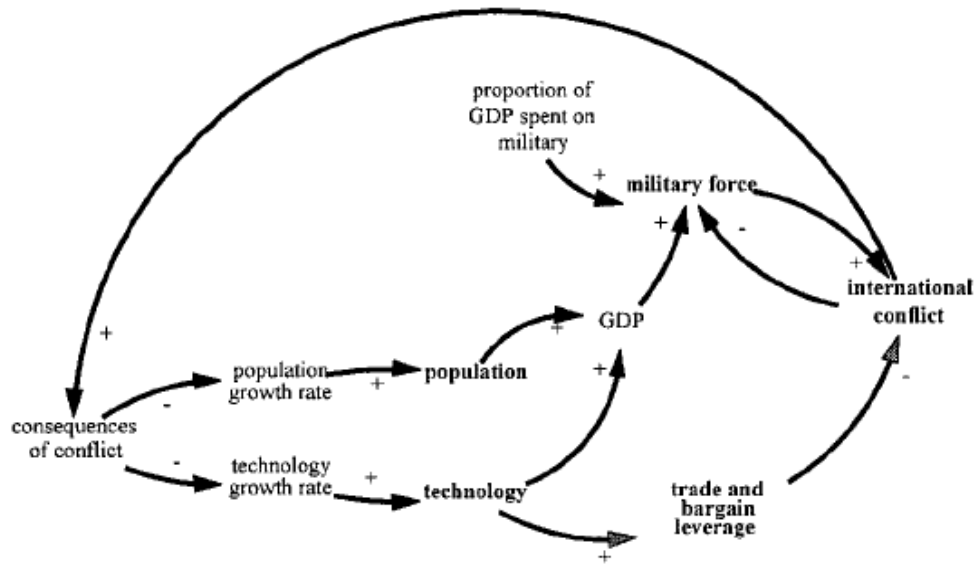 proportion of
GDP spent on
military
+
military force
+
-
+
international
conflict
+
GDP
+
population
growth rate
+
population
+
-
-
consequences
of conflict
-
technology
growth rate
+
technology
trade and
bargain
leverage
+